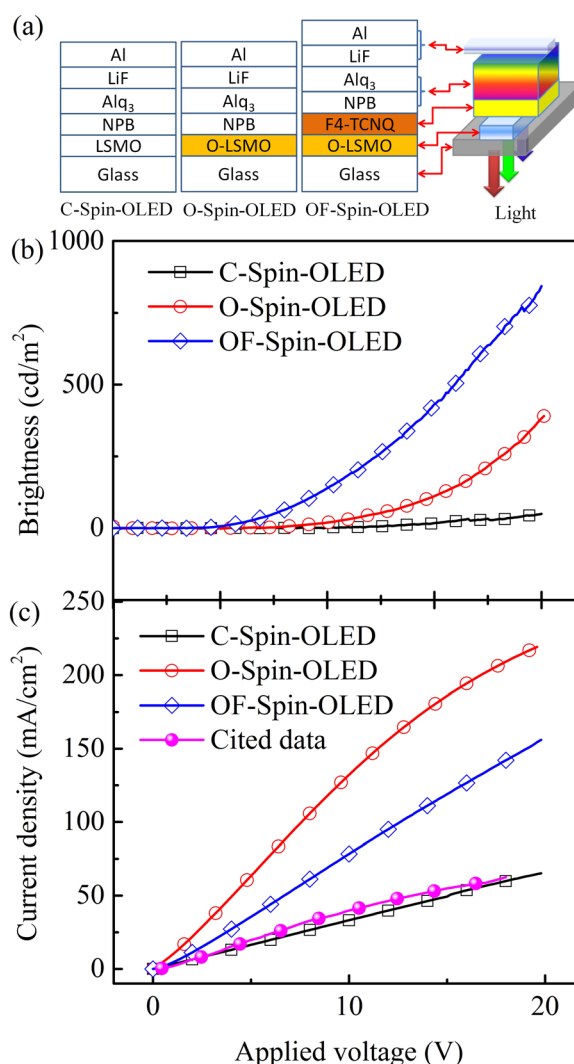 (a)
Al
LiF
Alq3
NPB
LSMO
Glass
C-Spin-OLED
Al
LiF
Alq3
NPB
O-LSMO
Glass
O-Spin-OLED
Al
LiF
Alq3
NPB
F4-TCNQ
O-LSMO
Glass
OF-Spin-OLED
Light
(b)
1000
500
0
Brightness (cd/m²)
C-Spin-OLED
O-Spin-OLED
OF-Spin-OLED
(c)
250
200
150
100
50
0
Current density (mA/cm²)
C-Spin-OLED
O-Spin-OLED
OF-Spin-OLED
Cited data
0
10
20
Applied voltage (V)